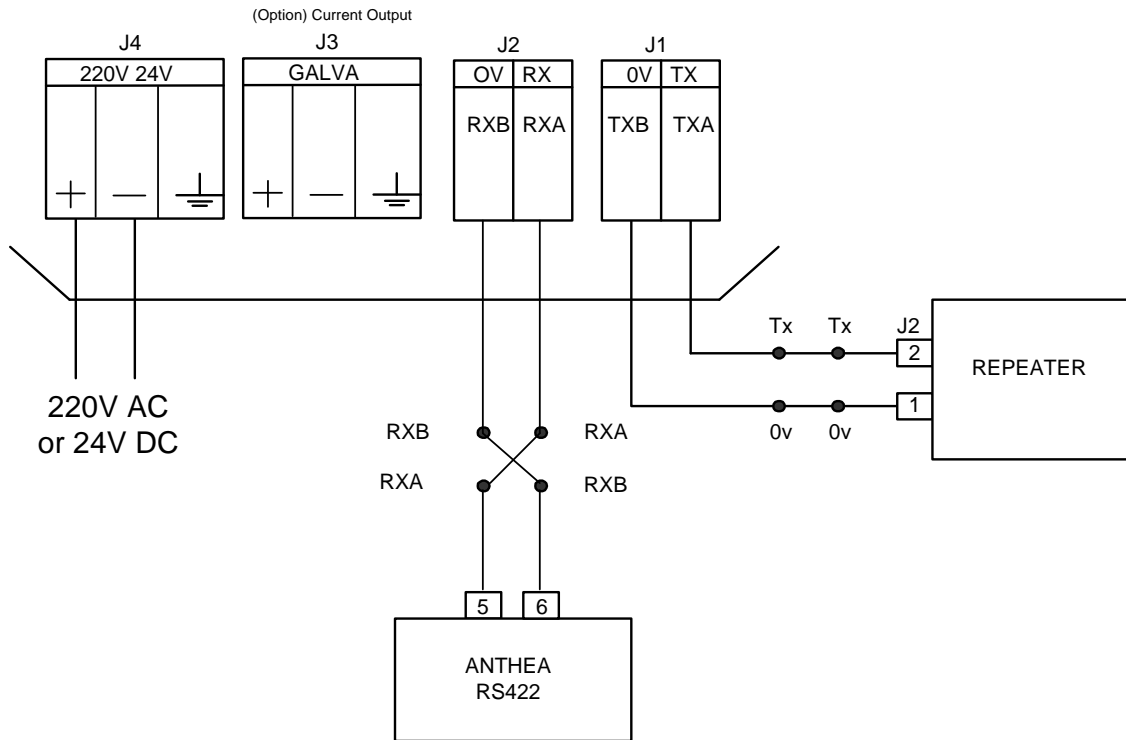 (Option) Current Output
J4 J3 J2 J1
220V 24V GALVA OV RX 0V TX
RXB RXA TXB TXA
+ — + —
Tx Tx J2
2
REPEATER
1
0v 0v
220V AC
or 24V DC
RXB RXA
RXA RXB
5 6
ANTHEA
RS422